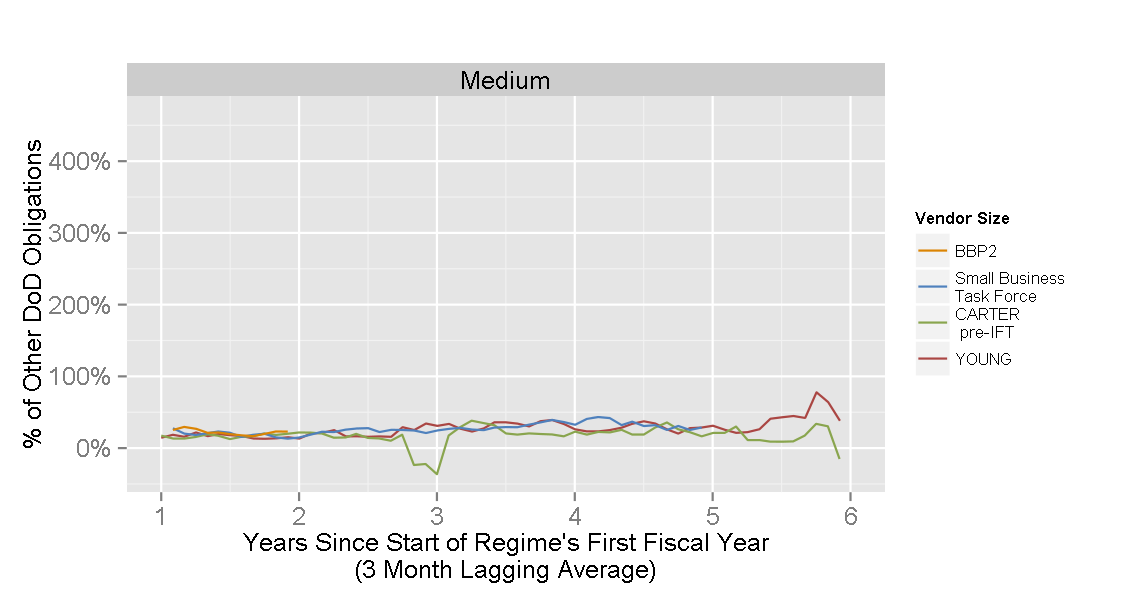 Medium
% of Other DoD Obligations
400%
300%
200%
100%
0%
1 2 3 4 5 6
Years Since Start of Regime's First Fiscal Year
(3 Month Lagging Average)
Vendor Size
BBP2
Small Business
Task Force
CARTER
pre-IFT
YOUNG